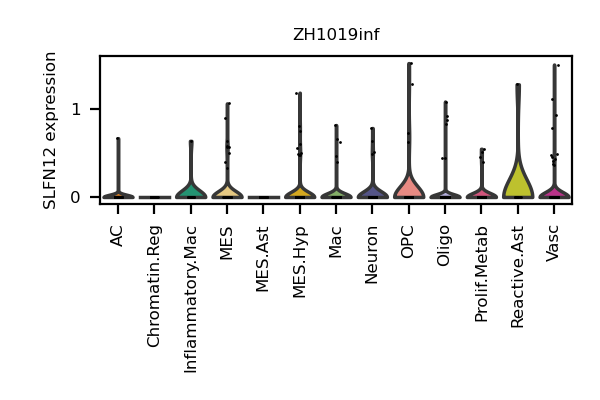 ZH1019inf
SLFN12 expression
1
0
AC
Chromatin.Reg
Inflammatory.Mac
MES
MES.Ast
MES.Hyp
Mac
Neuron
OPC
Oligo
Prolif.Metab
Reactive.Ast
Vasc